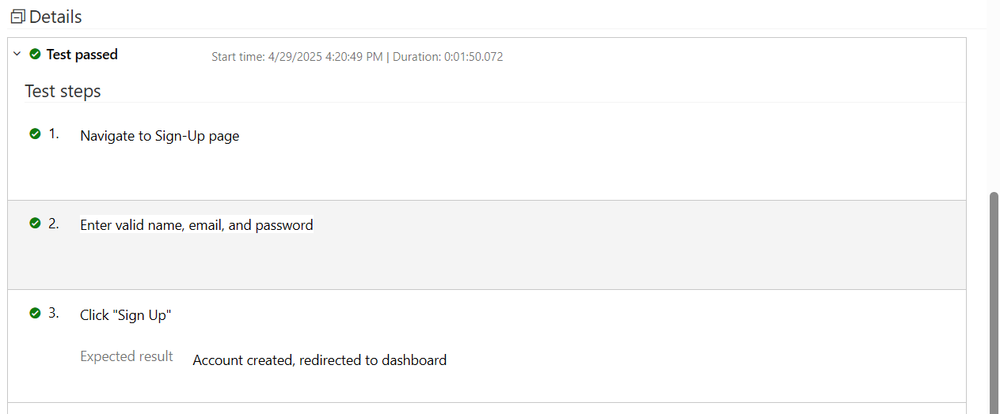 Details
Test passed Start time: 4/29/2025 4:20:49 PM | Duration: 0:01:50.072
Test steps
1. Navigate to Sign-Up page
2. Enter valid name, email, and password
3. Click "Sign Up"
Expected result Account created, redirected to dashboard